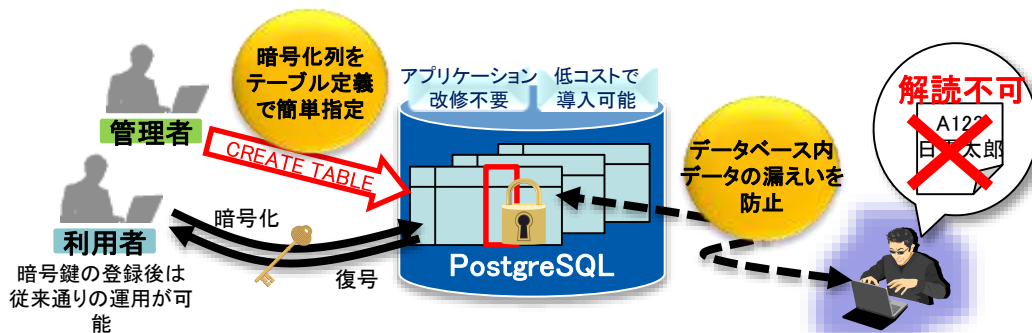 管理者
暗号化列を
テーブル定義
で簡単指定
CREATE TABLE
アプリケーション
改修不要
低コストで
導入可能
利用者
暗号鍵の登録後は
従来通りの運用が可
能
暗号化
復号
PostgreSQL
データベース内
データの漏えいを
防止
解読不可
A123
日 太郎